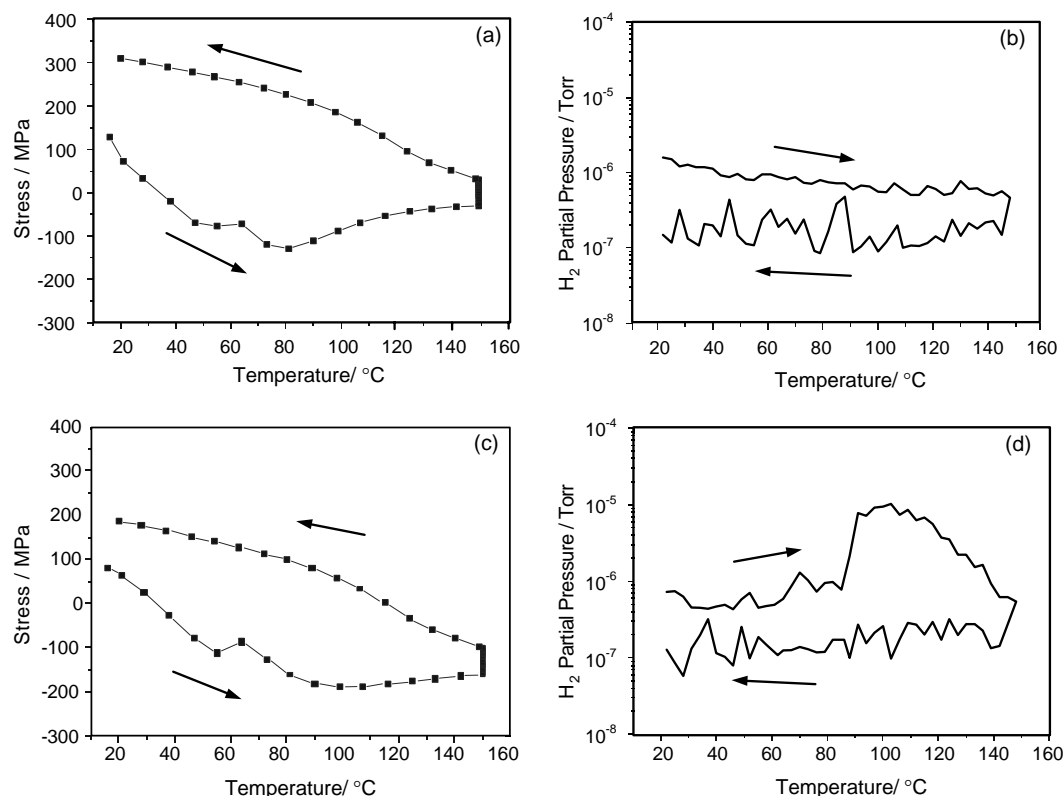 (a)
Stress / MPa
400
300
200
100
0
-100
-200
-300
20 40 60 80 100 120 140 160
Temperature/ °C
(b)
H2 Partial Pressure / Torr
10-4
10-5
10-6
10-7
10-8
20 40 60 80 100 120 140 160
Temperature/ °C
(c)
Stress / MPa
400
300
200
100
0
-100
-200
-300
20 40 60 80 100 120 140 160
Temperature/ °C
(d)
H2 Partial Pressure / Torr
10-4
10-5
10-6
10-7
10-8
20 40 60 80 100 120 140 160
Temperature/ °C